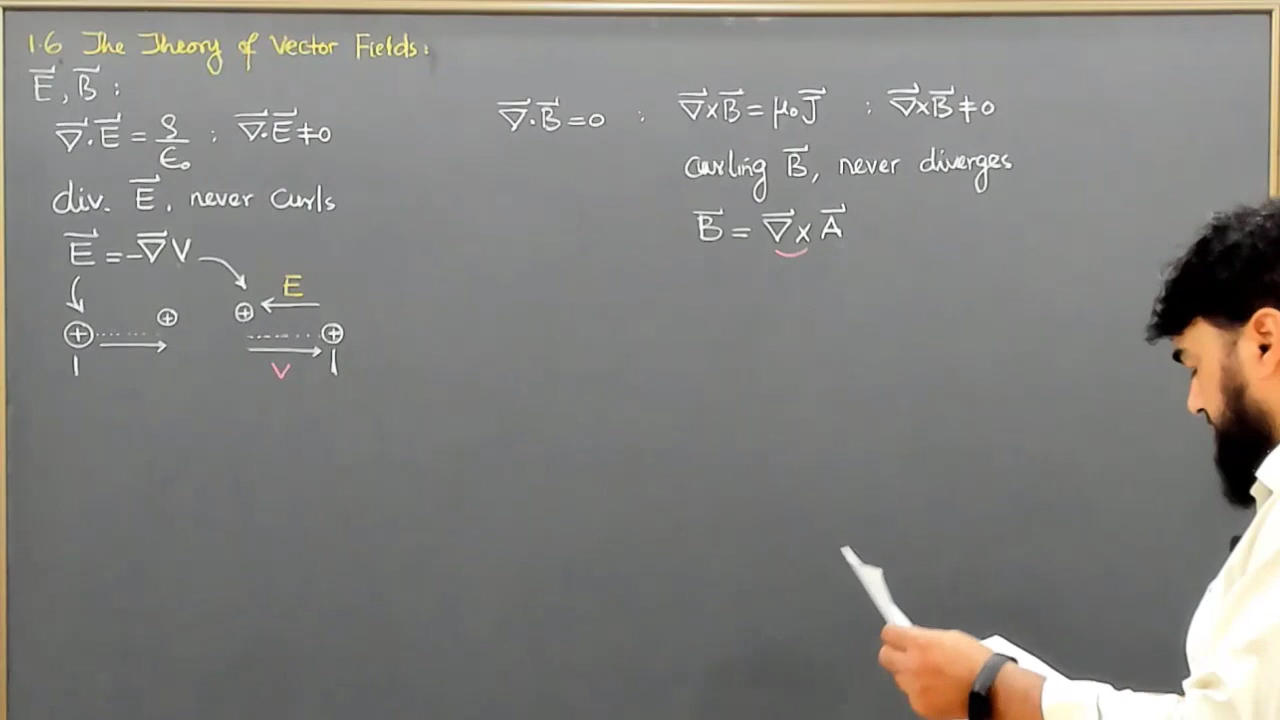 1.6 The Theory of Vector Fields:
E⃗, B⃗ :
∇⃗·E⃗ = ρ/ε₀ ; ∇⃗·E⃗ ≠ 0
div. E⃗, never curls
E⃗ = -∇⃗V
E
⊕ ⊕ ⊕ ⊕
V
∇⃗·B⃗ = 0 : ∇⃗×B⃗ = μ₀J⃗ ; ∇⃗×B⃗ ≠ 0
curling B⃗, never diverges
B⃗ = ∇⃗×A⃗